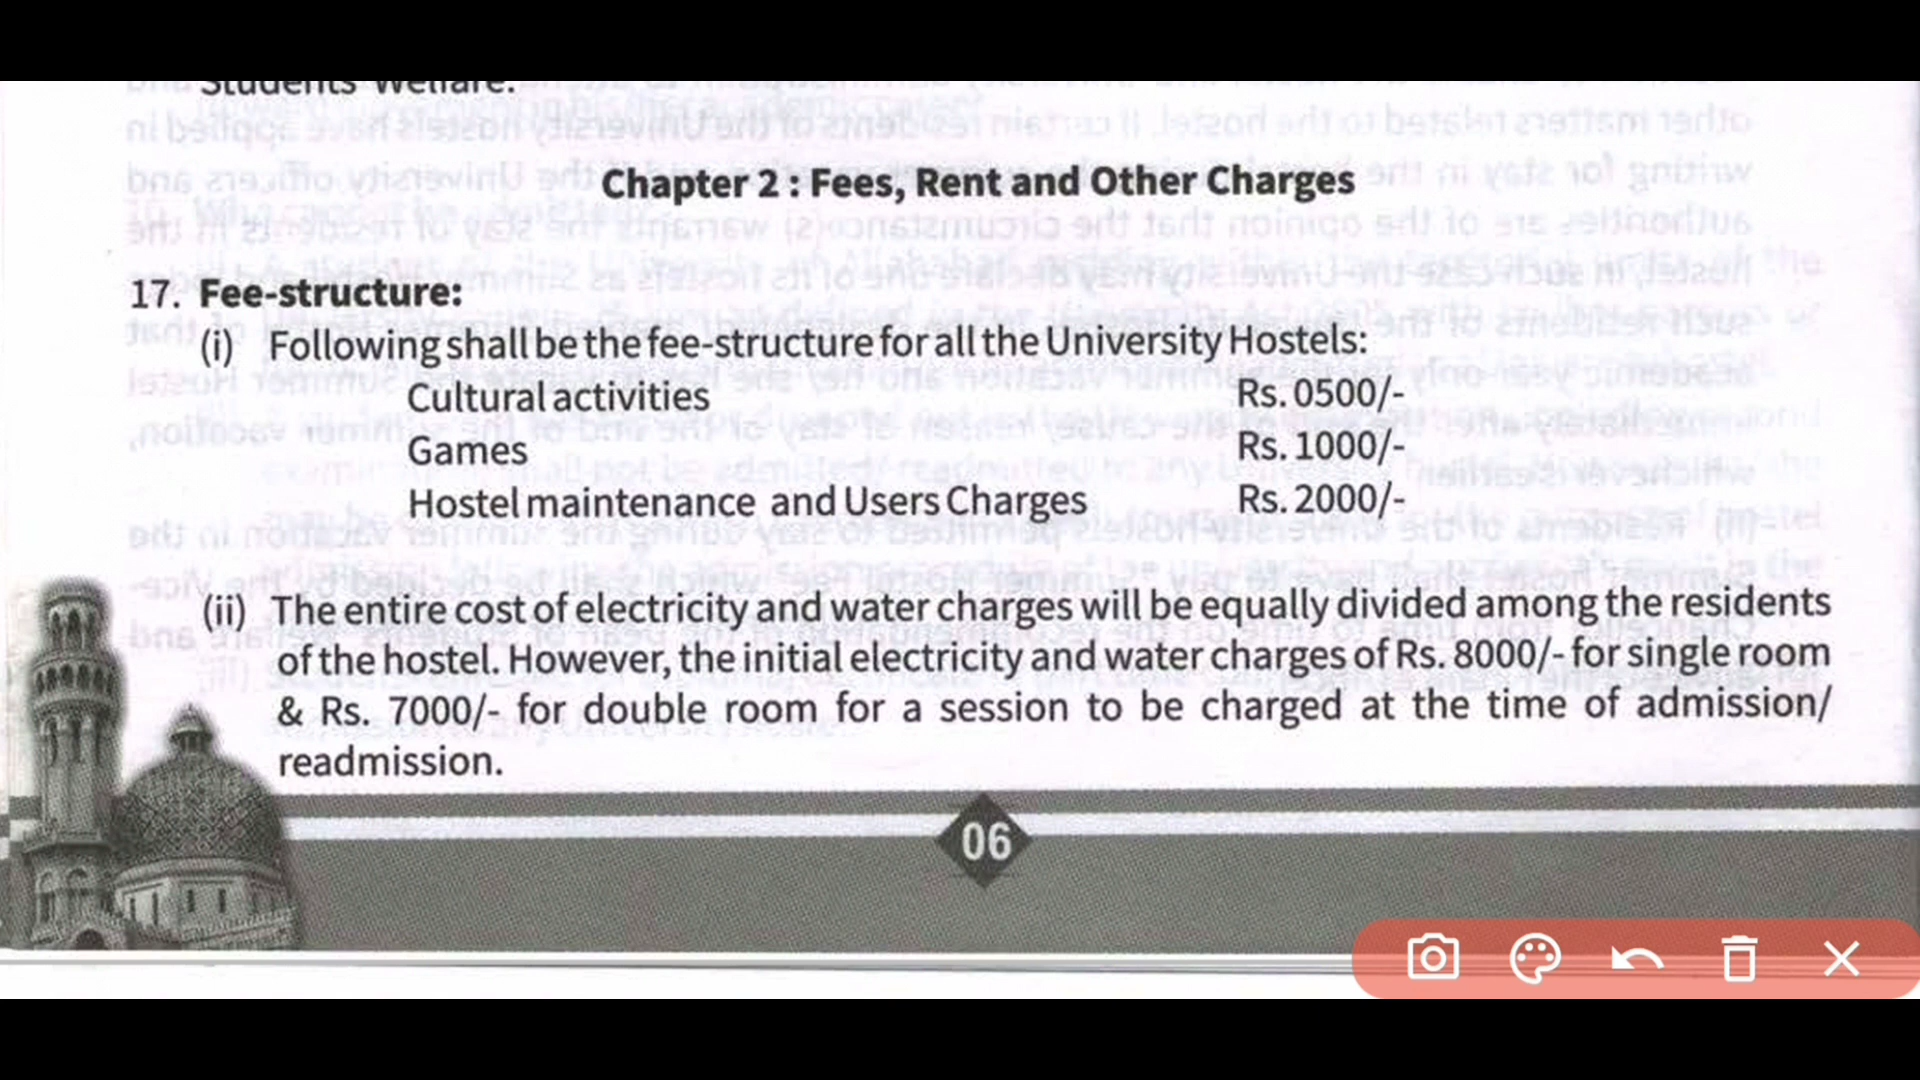 Students' Welfare.
Chapter 2 : Fees, Rent and Other Charges
17. Fee-structure:
(i) Following shall be the fee-structure for all the University Hostels:
Cultural activities Rs. 0500/-
Games Rs. 1000/-
Hostel maintenance and Users Charges Rs. 2000/-
(ii) The entire cost of electricity and water charges will be equally divided among the residents
of the hostel. However, the initial electricity and water charges of Rs. 8000/- for single room
& Rs. 7000/- for double room for a session to be charged at the time of admission/
readmission.
06